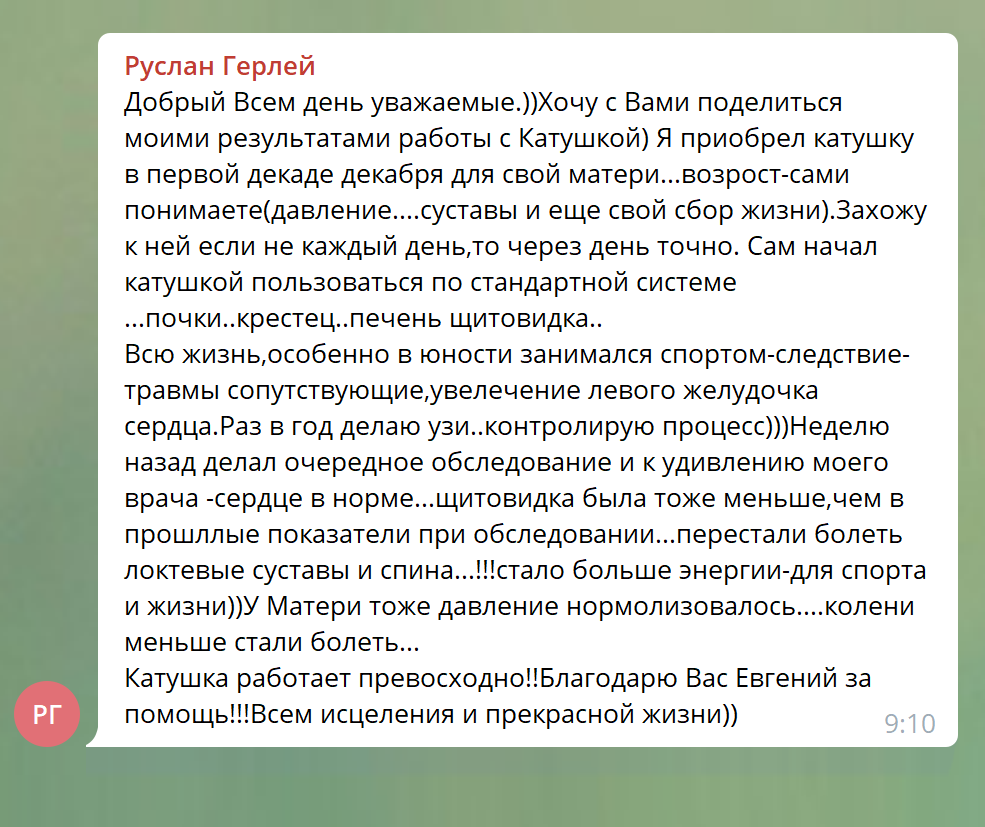 Руслан Герлей
Добрый Всем день уважаемые.))Хочу с Вами поделиться
моими результатами работы с Катушкой) Я приобрел катушку
в первой декаде декабря для свой матери...возрост-сами
понимаете(давление....суставы и еще свой сбор жизни).Захожу
к ней если не каждый день,то через день точно. Сам начал
катушкой пользоваться по стандартной системе
...почки..крестец..печень щитовидка..
Всю жизнь,особенно в юности занимался спортом-следствие-
травмы сопутствующие,увелечение левого желудочка
сердца.Раз в год делаю узи..контролирую процесс)))Неделю
назад делал очередное обследование и к удивлению моего
врача -сердце в норме...щитовидка была тоже меньше,чем в
прошллые показатели при обследовании...перестали болеть
локтевые суставы и спина...!!!стало больше энергии-для спорта
и жизни))У Матери тоже давление нормолизовалось....колени
меньше стали болеть...
Катушка работает превосходно!!Благодарю Вас Евгений за
помощь!!!Всем исцеления и прекрасной жизни))
РГ
9:10